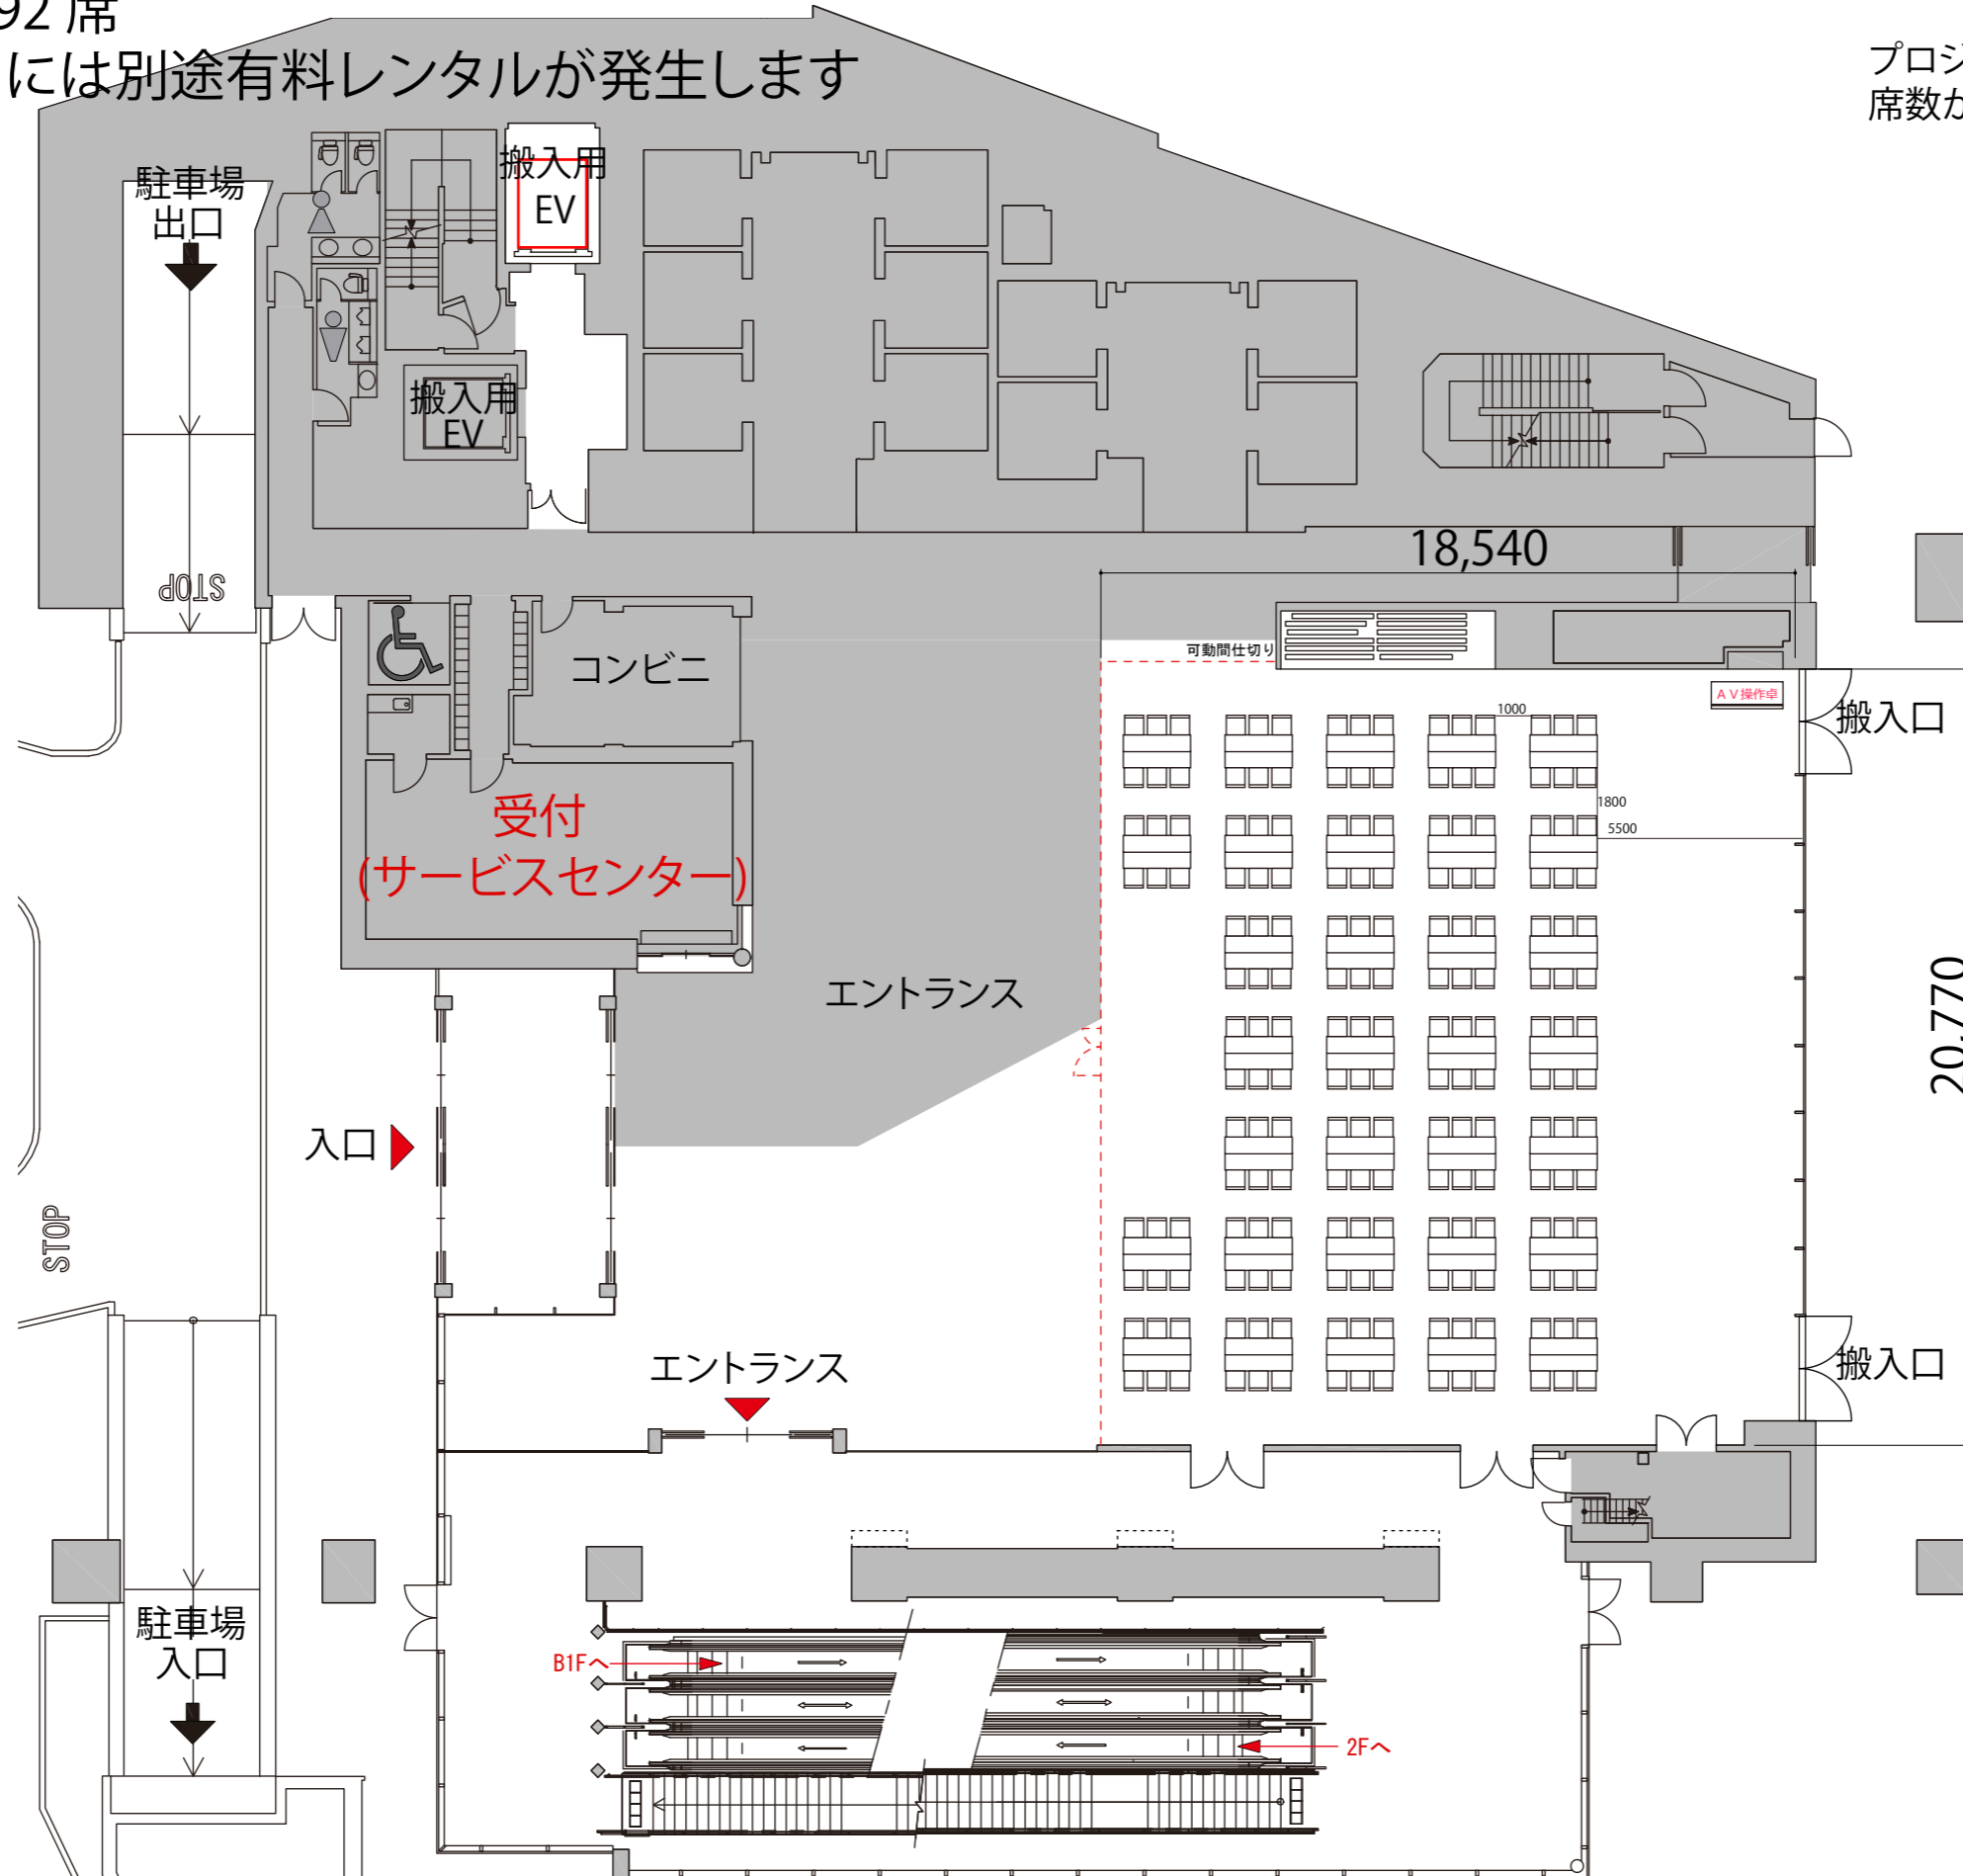 92 席
には別途有料レンタルが発生します
プロジ
席数か
駐車場
出口
搬入用
EV
搬入用
EV
STOP
18,540
可動間仕切り
コンビニ
AV操作卓
搬入口
1000
1800
5500
受付
(サービスセンター)
20,770
エントランス
入口
STOP
エントランス
搬入口
駐車場
入口
B1Fへ
2Fへ